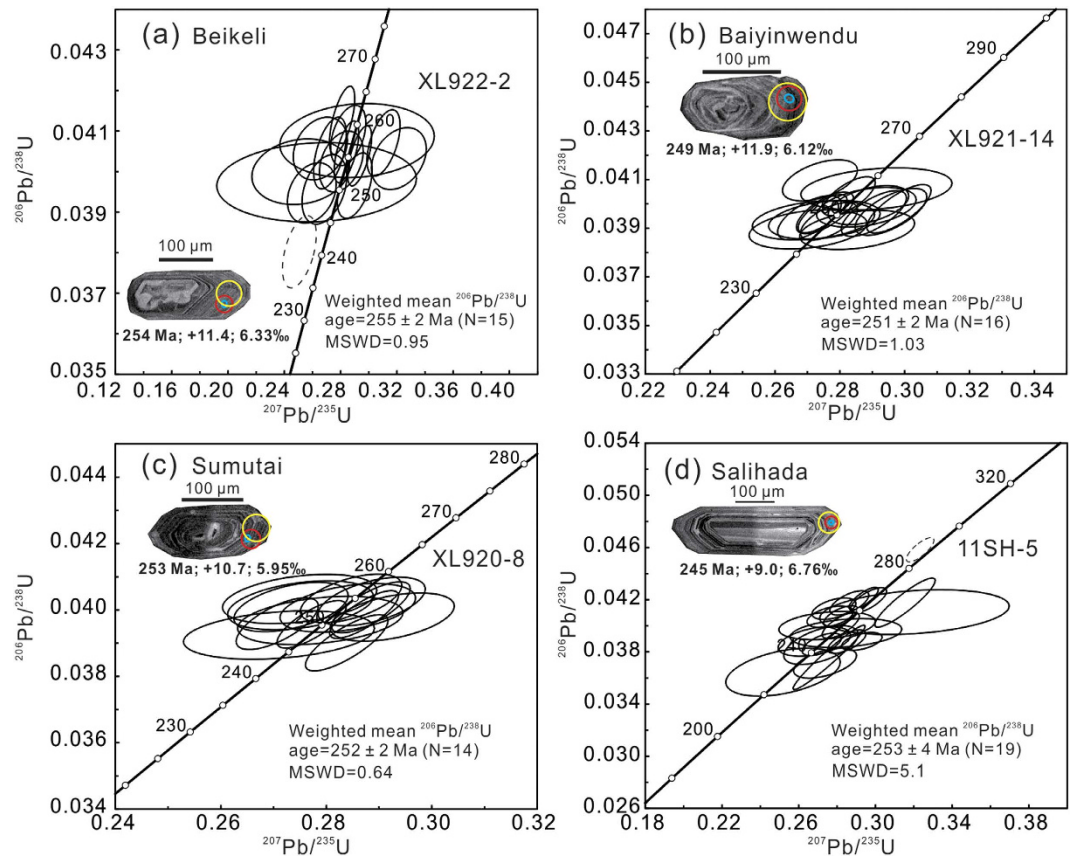 (a) Beikeli
XL922-2
0.043
0.041
0.039
0.037
0.035
²⁰⁶Pb/²³⁸U
270
260
250
240
230
100 µm
254 Ma; +11.4; 6.33‰
Weighted mean ²⁰⁶Pb/²³⁸U
age=255 ± 2 Ma (N=15)
MSWD=0.95
0.12 0.16 0.20 0.24 0.28 0.32 0.36 0.40 0.44
²⁰⁷Pb/²³⁵U
(b) Baiyinwendu
XL921-14
0.047
0.045
0.043
0.041
0.039
0.037
0.035
0.033
²⁰⁶Pb/²³⁸U
290
270
230
100 µm
249 Ma; +11.9; 6.12‰
Weighted mean ²⁰⁶Pb/²³⁸U
age=251 ± 2 Ma (N=16)
MSWD=1.03
0.22 0.24 0.26 0.28 0.30 0.32 0.34
²⁰⁷Pb/²³⁵U
(c) Sumutai
XL920-8
0.044
0.042
0.040
0.038
0.036
0.034
²⁰⁶Pb/²³⁸U
280
270
260
250
240
230
100 µm
253 Ma; +10.7; 5.95‰
Weighted mean ²⁰⁶Pb/²³⁸U
age=252 ± 2 Ma (N=14)
MSWD=0.64
0.24 0.26 0.28 0.30 0.32
²⁰⁷Pb/²³⁵U
(d) Salihada
11SH-5
0.054
0.050
0.046
0.042
0.038
0.034
0.030
0.026
²⁰⁶Pb/²³⁸U
320
280
240
200
100 µm
245 Ma; +9.0; 6.76‰
Weighted mean ²⁰⁶Pb/²³⁸U
age=253 ± 4 Ma (N=19)
MSWD=5.1
0.18 0.22 0.26 0.30 0.34 0.38
²⁰⁷Pb/²³⁵U